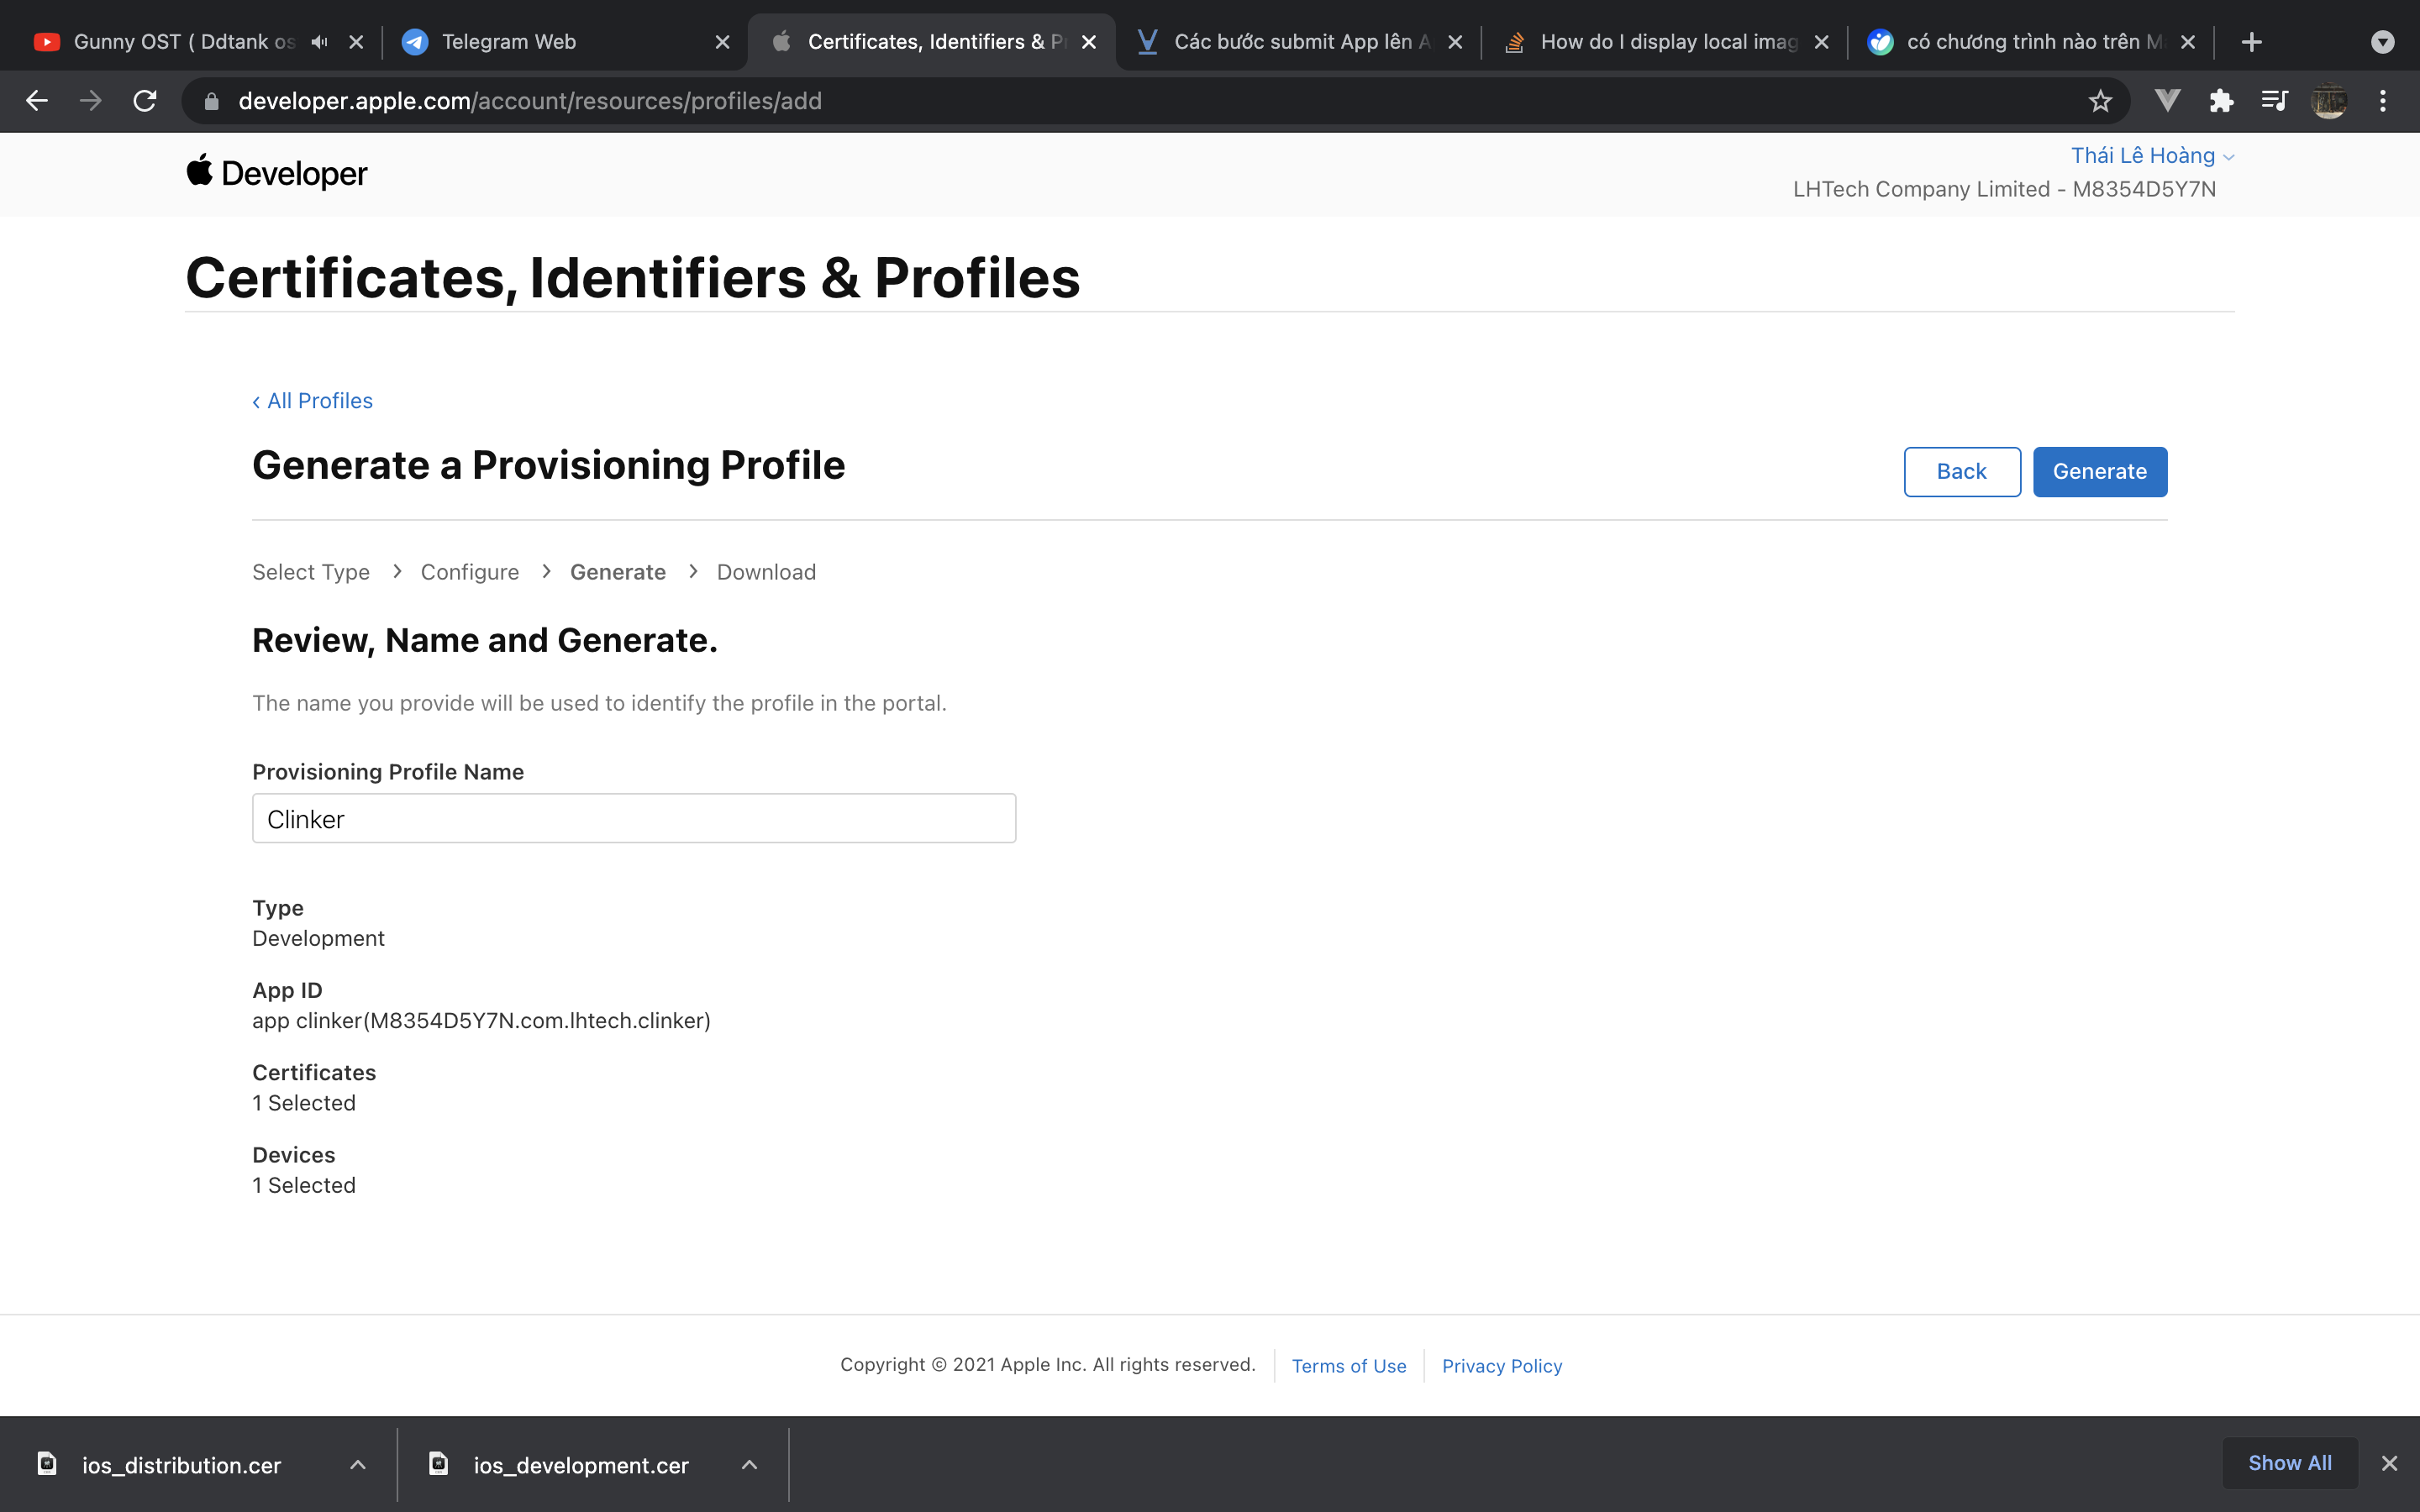 Gunny OST ( Ddtank os
Telegram Web
Certificates, Identifiers & Pr
Các bước submit App lên A
How do I display local imag
có chương trình nào trên M
developer.apple.com/account/resources/profiles/add
Developer
Thái Lê Hoàng
LHTech Company Limited - M8354D5Y7N
Certificates, Identifiers & Profiles
‹ All Profiles
Generate a Provisioning Profile
Back
Generate
Select Type > Configure > Generate > Download
Review, Name and Generate.
The name you provide will be used to identify the profile in the portal.
Provisioning Profile Name
Clinker
Type
Development
App ID
app clinker(M8354D5Y7N.com.lhtech.clinker)
Certificates
1 Selected
Devices
1 Selected
Copyright © 2021 Apple Inc. All rights reserved.
Terms of Use
Privacy Policy
ios_distribution.cer
ios_development.cer
Show All